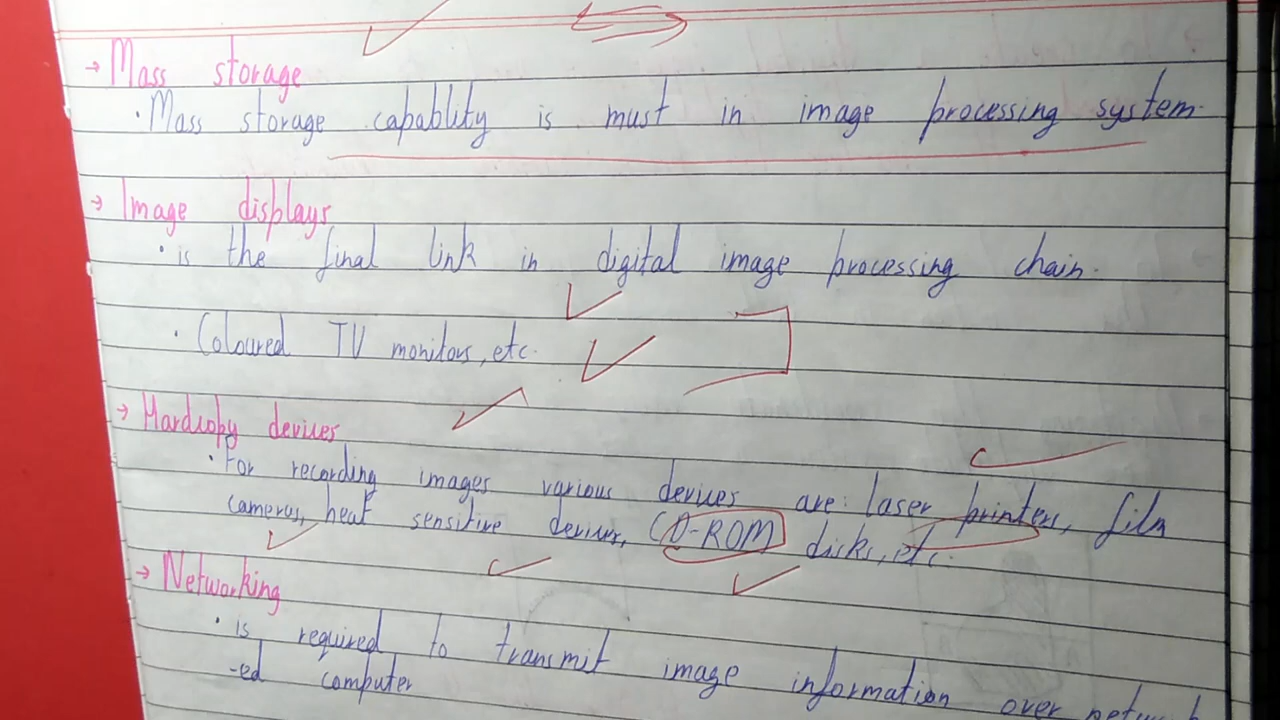 → Mass storage
· Mass storage capablity is must in image processing system.
→ Image displays
· is the final link in digital image processing chain.
· Coloured TV monitors, etc.
→ Hardcopy devices
· For recording images various devices are: laser printers, film
cameras, heat sensitive devices, CD-ROM disks, etc.
→ Networking
· is required to transmit image information over network
-ed computer